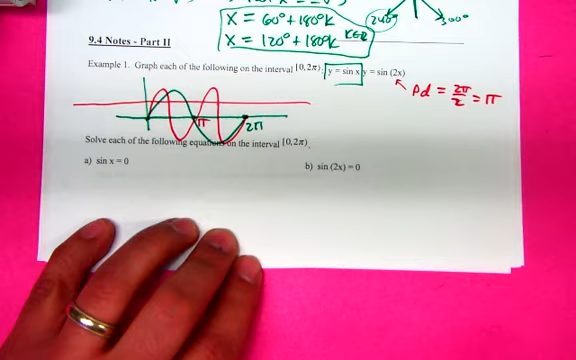 X = 60° + 180°k
X = 120° + 180°k KEZ
240°
300°
9.4 Notes - Part II
Example 1. Graph each of the following on the interval [0, 2π). y = sin x y = sin (2x)
Pd = 2π/2 = π
π
2π
Solve each of the following equations on the interval [0, 2π).
a) sin x = 0
b) sin (2x) = 0